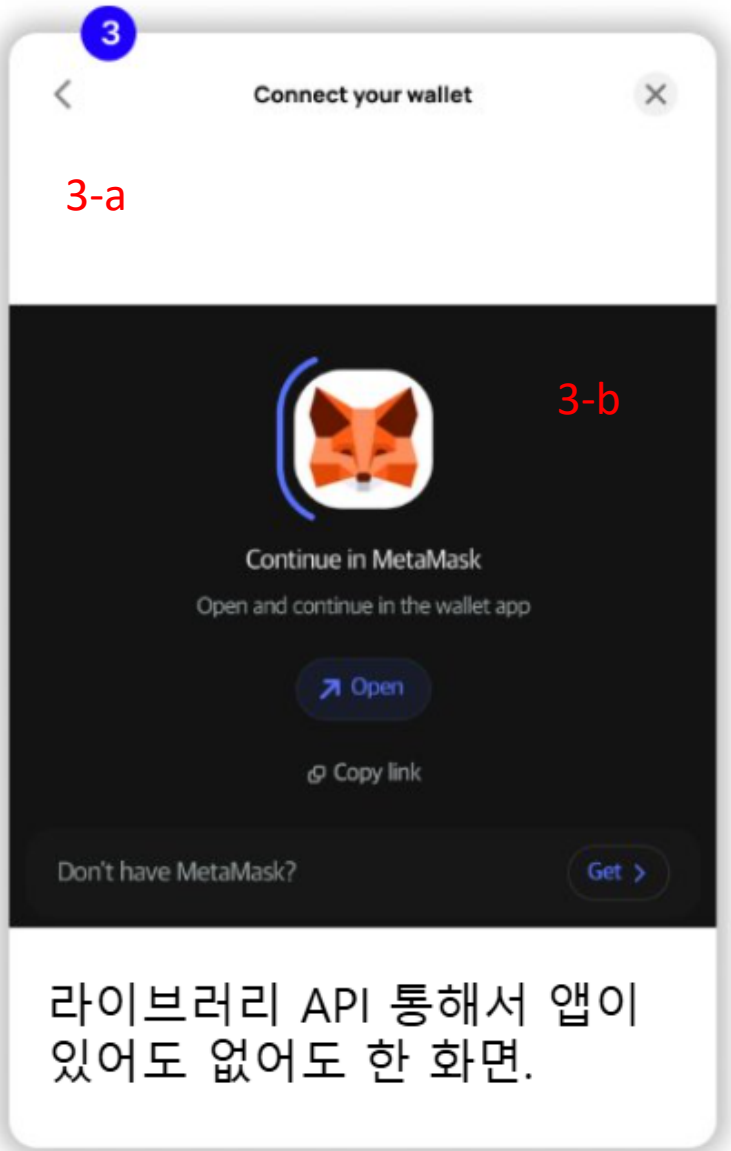 3
Connect your wallet
3-a
3-b
Continue in MetaMask
Open and continue in the wallet app
Open
Copy link
Don't have MetaMask?
Get
라이브러리 API 통해서 앱이
있어도 없어도 한 화면.